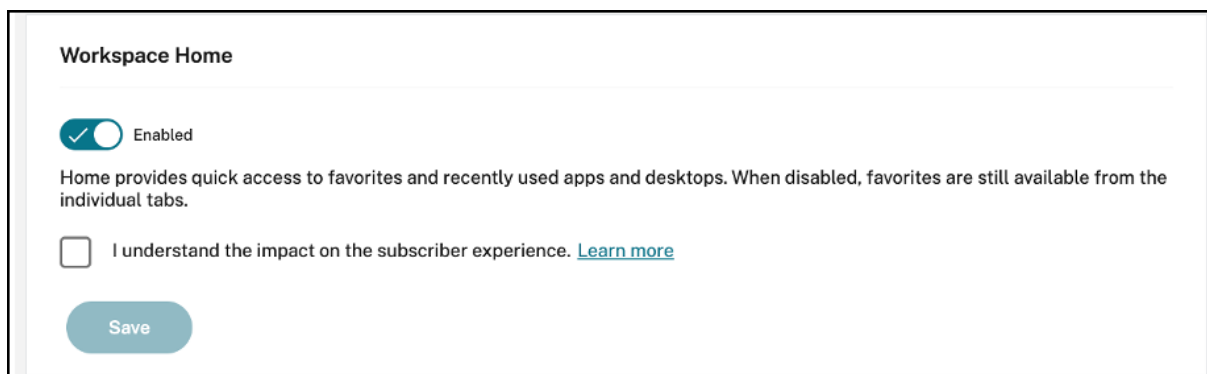 Workspace Home
Enabled
Home provides quick access to favorites and recently used apps and desktops. When disabled, favorites are still available from the
individual tabs.
I understand the impact on the subscriber experience. Learn more
Save